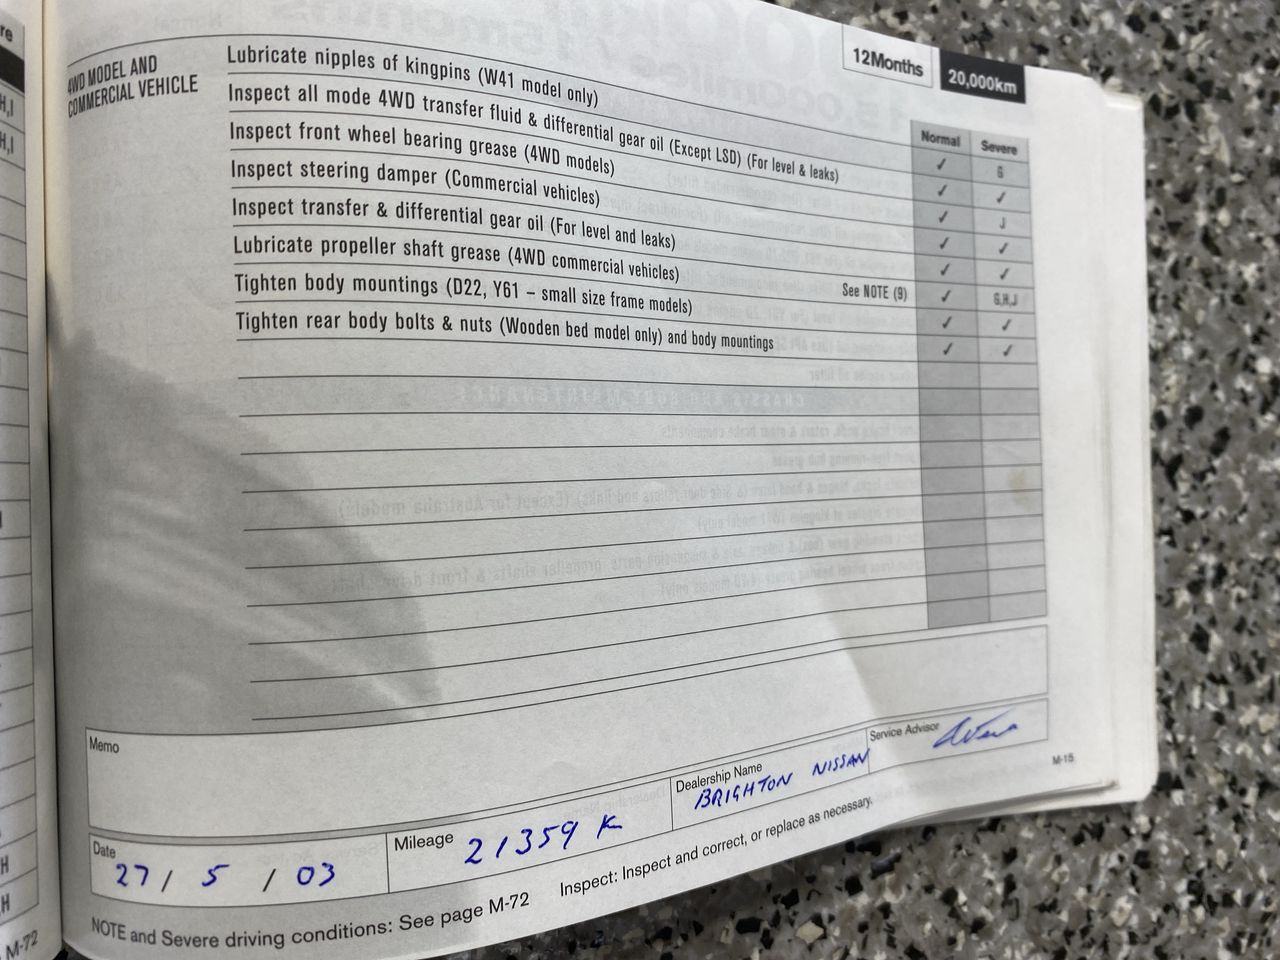 12Months
20,000km
4WD MODEL AND
COMMERCIAL VEHICLE
Normal Severe
Lubricate nipples of kingpins (W41 model only) ✓ G
Inspect all mode 4WD transfer fluid & differential gear oil (Except LSD) (For level & leaks) ✓ ✓
Inspect front wheel bearing grease (4WD models) ✓ J
Inspect steering damper (Commercial vehicles) ✓ ✓
Inspect transfer & differential gear oil (For level and leaks) ✓ ✓
Lubricate propeller shaft grease (4WD commercial vehicles) See NOTE (9) ✓ G,H,J
Tighten body mountings (D22, Y61 – small size frame models) ✓ ✓
Tighten rear body bolts & nuts (Wooden bed model only) and body mountings ✓ ✓
Memo
Date
27 / 5 / 03
Mileage
21359 K
Dealership Name
BRIGHTON NISSAN
Service Advisor
M-15
NOTE and Severe driving conditions: See page M-72
Inspect: Inspect and correct, or replace as necessary.
M-72